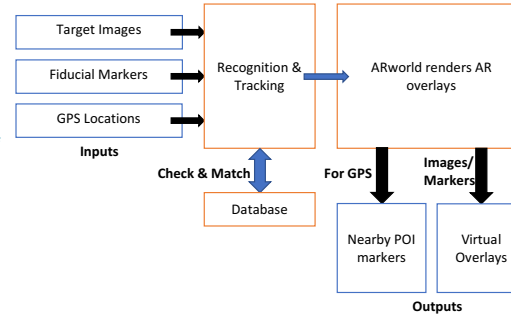 Target Images
Fiducial Markers
GPS Locations
Inputs
Recognition &
Tracking
ARworld renders AR
overlays
Check & Match
Database
For GPS
Images/
Markers
Nearby POI
markers
Virtual
Overlays
Outputs